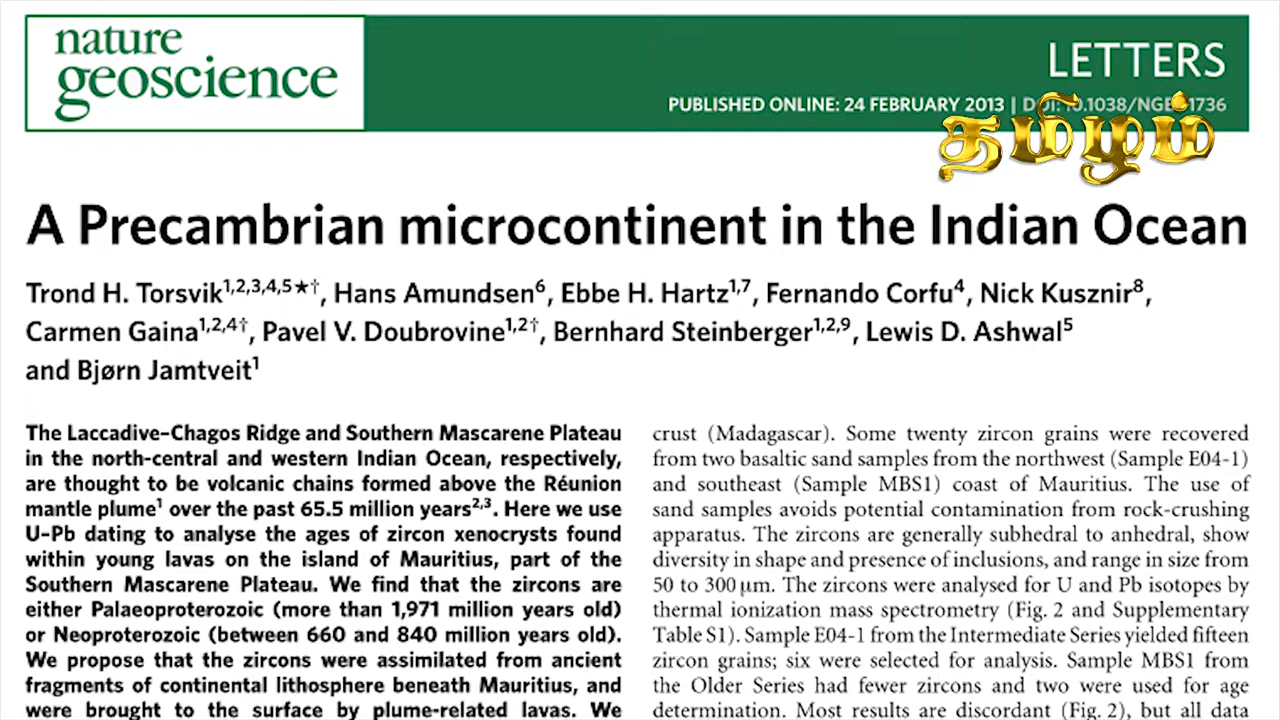 nature
geoscience
LETTERS
PUBLISHED ONLINE: 24 FEBRUARY 2013 | DOI: 10.1038/NGEO1736
தமிழம்
A Precambrian microcontinent in the Indian Ocean
Trond H. Torsvik1,2,3,4,5★†, Hans Amundsen6, Ebbe H. Hartz1,7, Fernando Corfu4, Nick Kusznir8,
Carmen Gaina1,2,4†, Pavel V. Doubrovine1,2†, Bernhard Steinberger1,2,9, Lewis D. Ashwal5
and Bjørn Jamtveit1
The Laccadive–Chagos Ridge and Southern Mascarene Plateau
in the north-central and western Indian Ocean, respectively,
are thought to be volcanic chains formed above the Réunion
mantle plume1 over the past 65.5 million years2,3. Here we use
U–Pb dating to analyse the ages of zircon xenocrysts found
within young lavas on the island of Mauritius, part of the
Southern Mascarene Plateau. We find that the zircons are
either Palaeoproterozoic (more than 1,971 million years old)
or Neoproterozoic (between 660 and 840 million years old).
We propose that the zircons were assimilated from ancient
fragments of continental lithosphere beneath Mauritius, and
were brought to the surface by plume-related lavas. We
crust (Madagascar). Some twenty zircon grains were recovered
from two basaltic sand samples from the northwest (Sample E04-1)
and southeast (Sample MBS1) coast of Mauritius. The use of
sand samples avoids potential contamination from rock-crushing
apparatus. The zircons are generally subhedral to anhedral, show
diversity in shape and presence of inclusions, and range in size from
50 to 300 µm. The zircons were analysed for U and Pb isotopes by
thermal ionization mass spectrometry (Fig. 2 and Supplementary
Table S1). Sample E04-1 from the Intermediate Series yielded fifteen
zircon grains; six were selected for analysis. Sample MBS1 from
the Older Series had fewer zircons and two were used for age
determination. Most results are discordant (Fig. 2), but all data